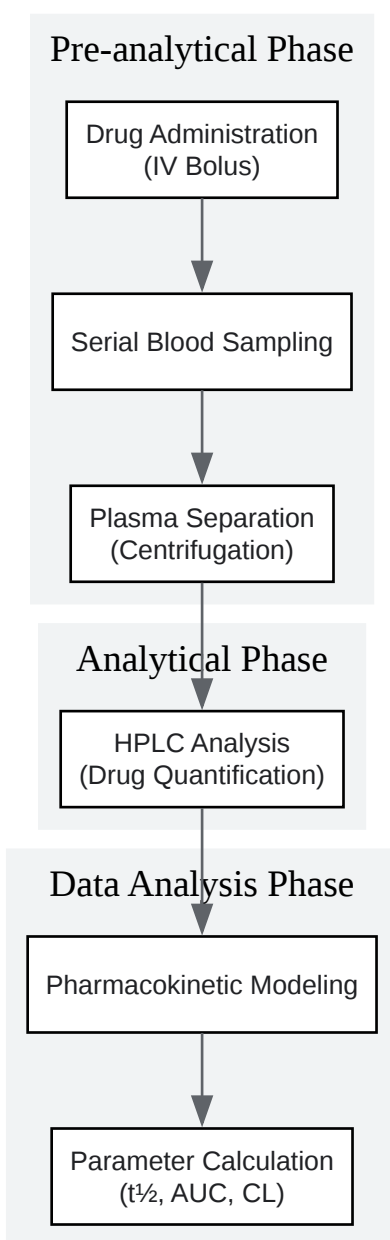 Pre-analytical Phase
Drug Administration
(IV Bolus)
Serial Blood Sampling
Plasma Separation
(Centrifugation)
Analytical Phase
HPLC Analysis
(Drug Quantification)
Data Analysis Phase
Pharmacokinetic Modeling
Parameter Calculation
(t½, AUC, CL)